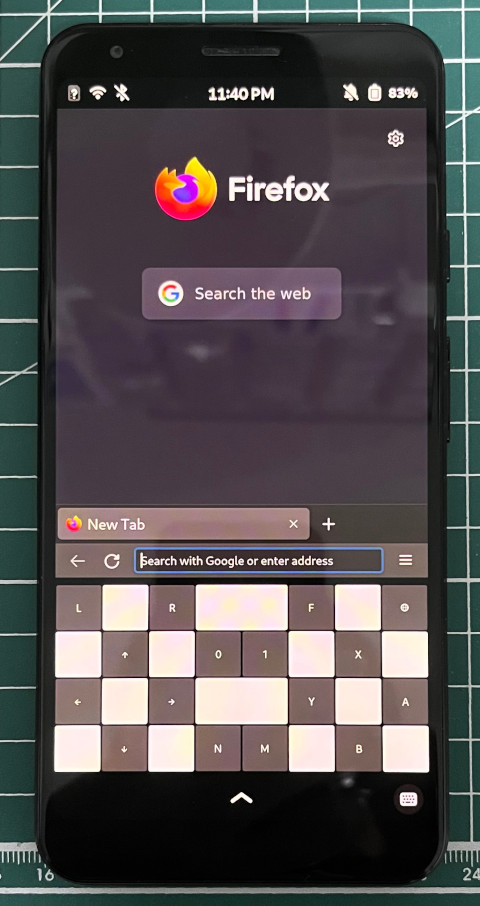 11:40 PM 83%
Firefox
G Search the web
New Tab × +
Search with Google or enter address
L R F ⊕
↑ 0 1 X
← → Y A
↓ N M B
16 24